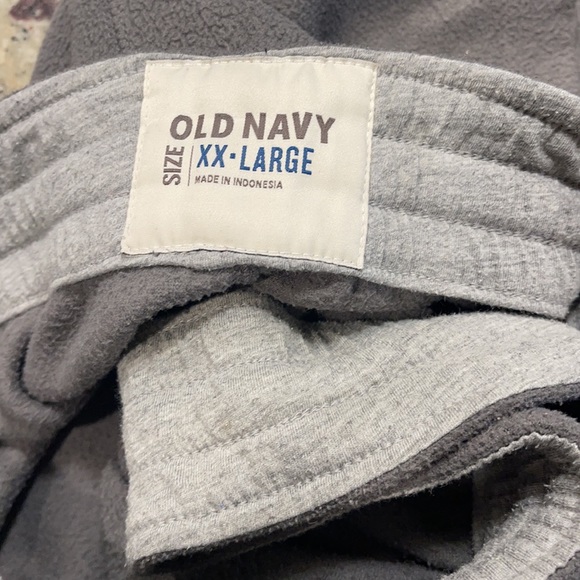 OLD NAVY
SIZE XX-LARGE
MADE IN INDONESIA